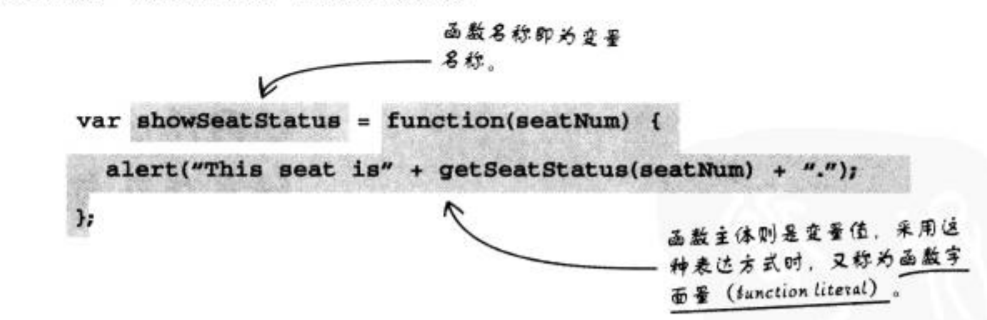 函数名称即为变量
名称。
var showSeatStatus = function(seatNum) {
alert("This seat is" + getSeatStatus(seatNum) + ".");
};
函数主体则是变量值，采用这
种表达方式时，又称为函数字
面量（function literal）。